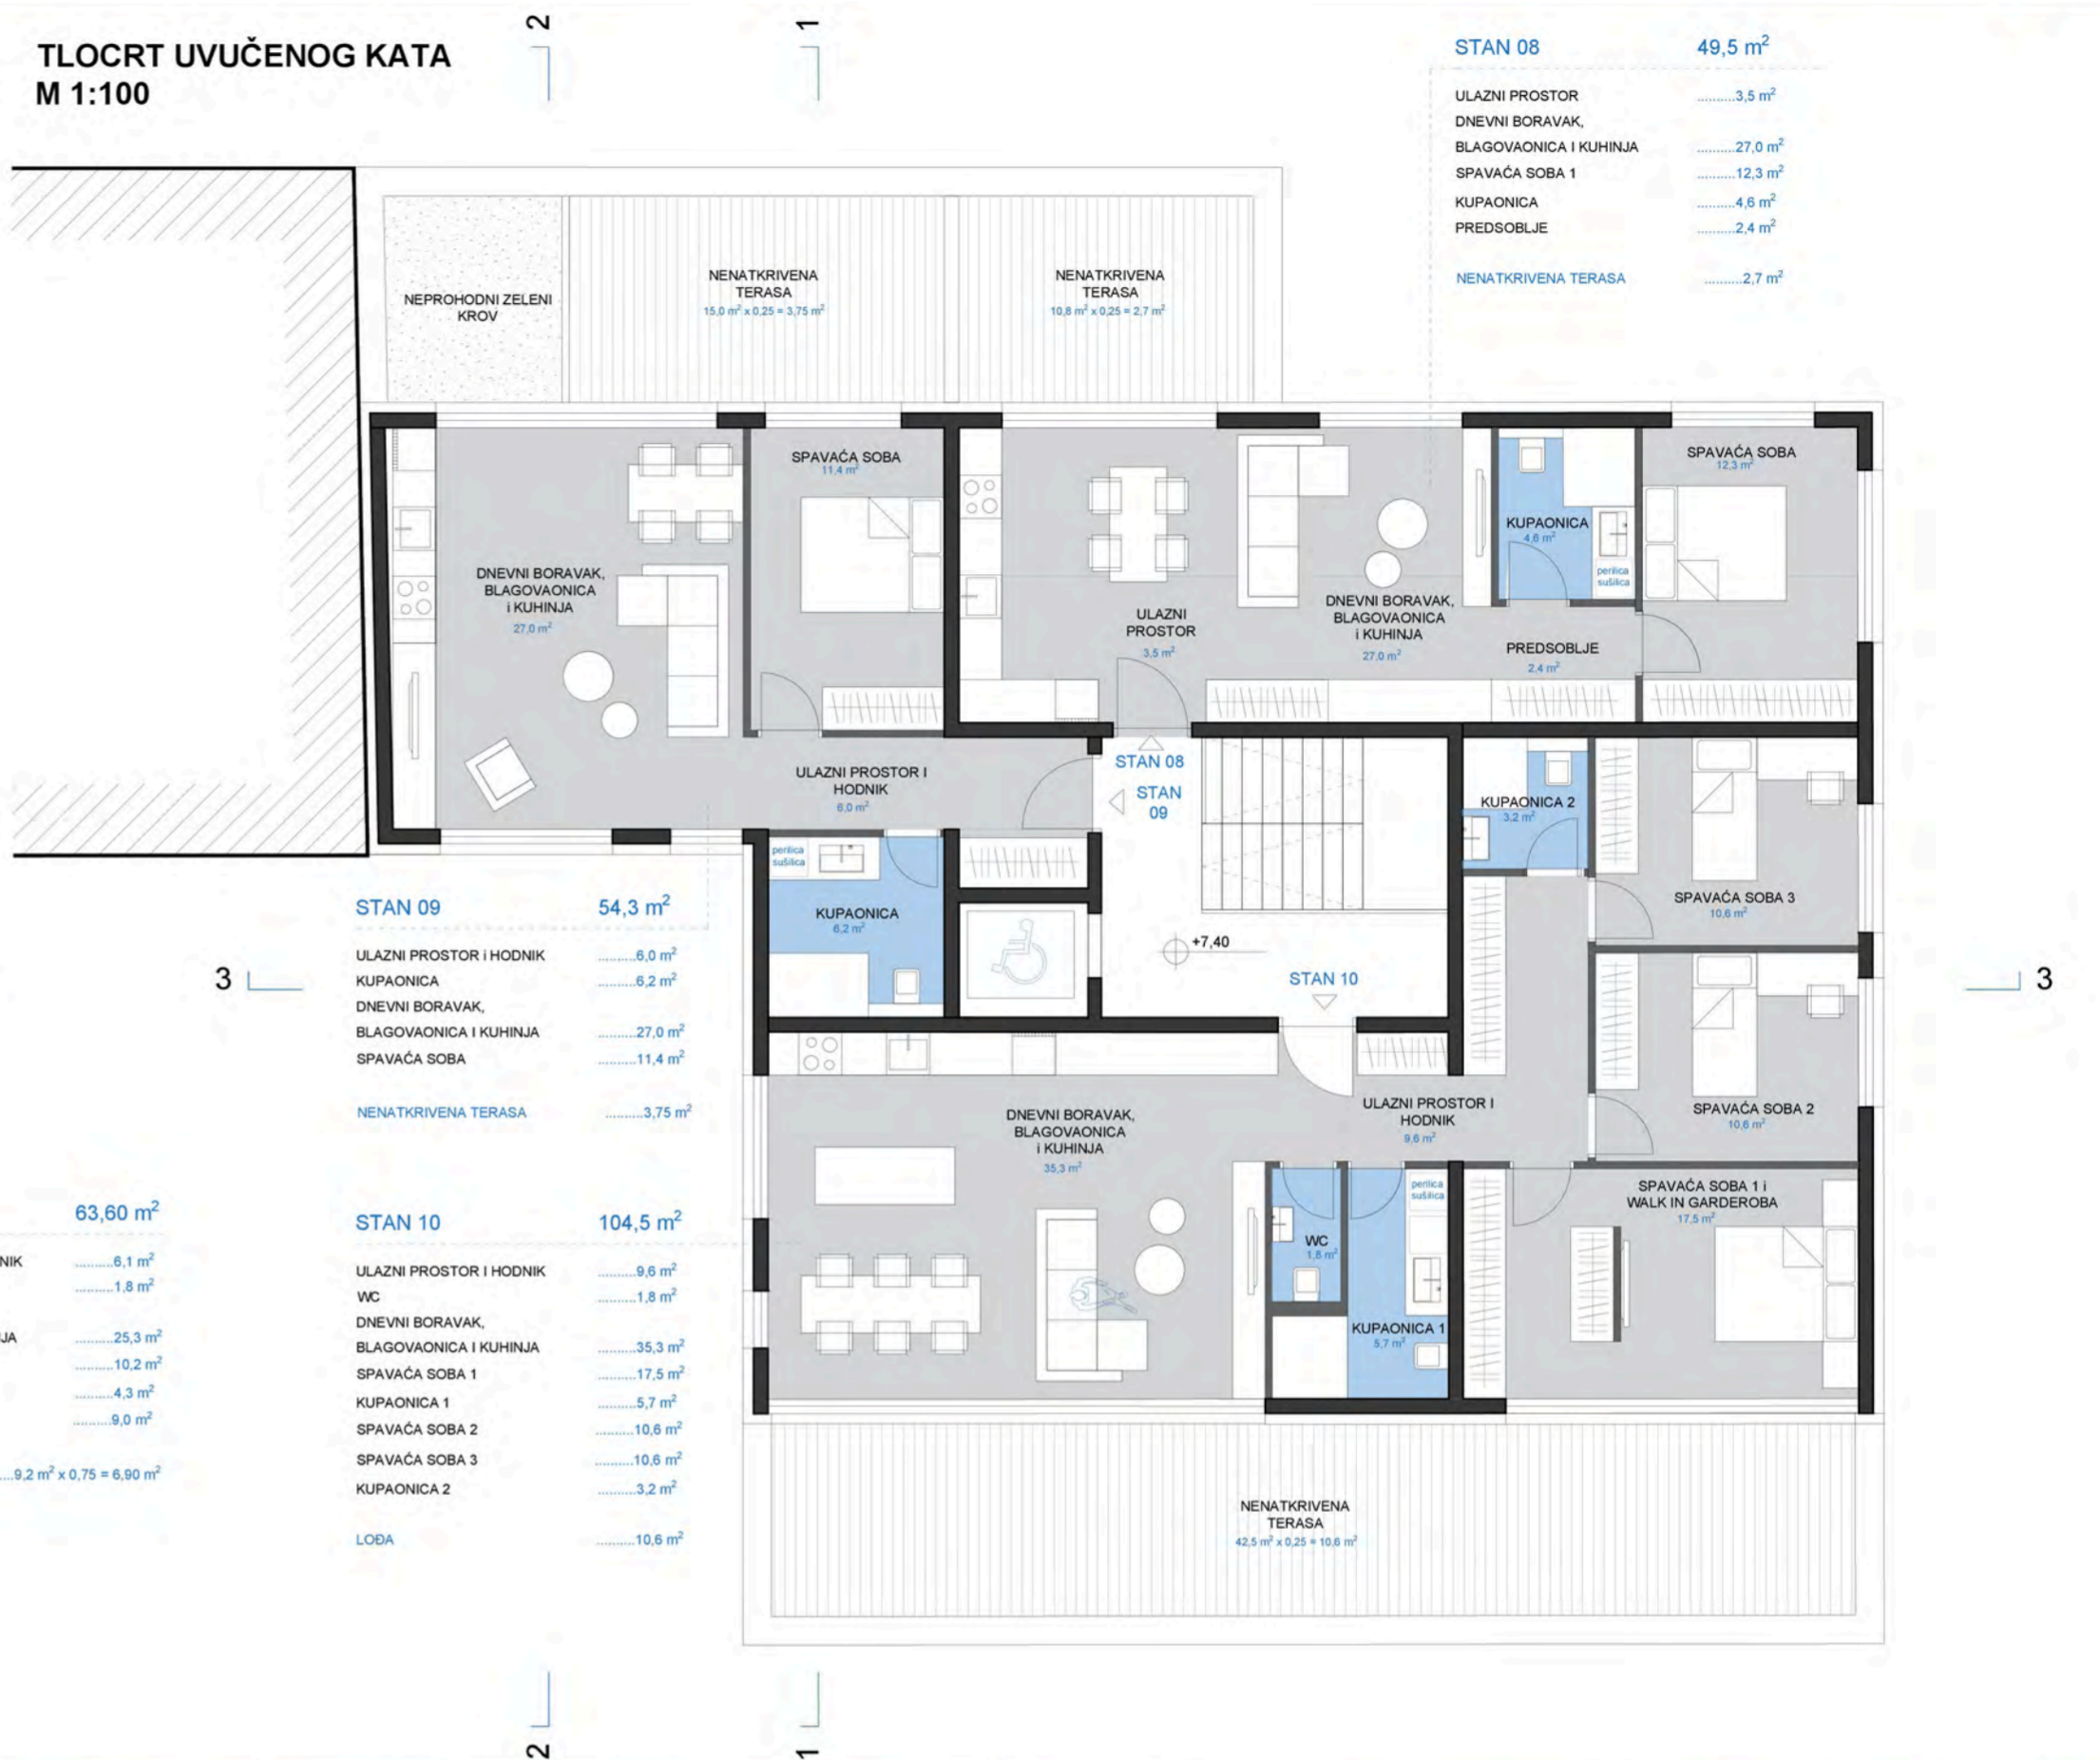 TLOCRT UVUČENOG KATA
M 1:100
2
1
STAN 08 49,5 m²
ULAZNI PROSTOR ..........3,5 m²
DNEVNI BORAVAK,
BLAGOVAONICA I KUHINJA ..........27,0 m²
SPAVAĆA SOBA 1 ..........12,3 m²
KUPAONICA ..........4,6 m²
PREDSOBLJE ..........2,4 m²
NENATKRIVENA TERASA ..........2,7 m²
NEPROHODNI ZELENI
KROV
NENATKRIVENA
TERASA
15,0 m² x 0,25 = 3,75 m²
NENATKRIVENA
TERASA
10,8 m² x 0,25 = 2,7 m²
DNEVNI BORAVAK,
BLAGOVAONICA
i KUHINJA
27,0 m²
SPAVAĆA SOBA
11,4 m²
ULAZNI
PROSTOR
3,5 m²
DNEVNI BORAVAK,
BLAGOVAONICA
i KUHINJA
27,0 m²
KUPAONICA
4,6 m²
perilica
sušilica
PREDSOBLJE
2,4 m²
SPAVAĆA SOBA
12,3 m²
ULAZNI PROSTOR I
HODNIK
6,0 m²
STAN 08
STAN
09
KUPAONICA 2
3,2 m²
SPAVAĆA SOBA 3
10,6 m²
perilica
sušilica
KUPAONICA
6,2 m²
+7,40
STAN 10
SPAVAĆA SOBA 2
10,6 m²
3
3
STAN 09 54,3 m²
ULAZNI PROSTOR i HODNIK ..........6,0 m²
KUPAONICA ..........6,2 m²
DNEVNI BORAVAK,
BLAGOVAONICA I KUHINJA ..........27,0 m²
SPAVAĆA SOBA ..........11,4 m²
NENATKRIVENA TERASA ..........3,75 m²
DNEVNI BORAVAK,
BLAGOVAONICA
i KUHINJA
35,3 m²
ULAZNI PROSTOR I
HODNIK
9,6 m²
WC
1,8 m²
perilica
sušilica
KUPAONICA 1
5,7 m²
SPAVAĆA SOBA 1 i
WALK IN GARDEROBA
17,5 m²
63,60 m²
NIK ..........6,1 m²
..........1,8 m²
JA ..........25,3 m²
..........10,2 m²
..........4,3 m²
..........9,0 m²
....9,2 m² x 0,75 = 6,90 m²
STAN 10 104,5 m²
ULAZNI PROSTOR I HODNIK ..........9,6 m²
WC ..........1,8 m²
DNEVNI BORAVAK,
BLAGOVAONICA I KUHINJA ..........35,3 m²
SPAVAĆA SOBA 1 ..........17,5 m²
KUPAONICA 1 ..........5,7 m²
SPAVAĆA SOBA 2 ..........10,6 m²
SPAVAĆA SOBA 3 ..........10,6 m²
KUPAONICA 2 ..........3,2 m²
LOĐA ..........10,6 m²
NENATKRIVENA
TERASA
42,5 m² x 0,25 = 10,6 m²
2
1